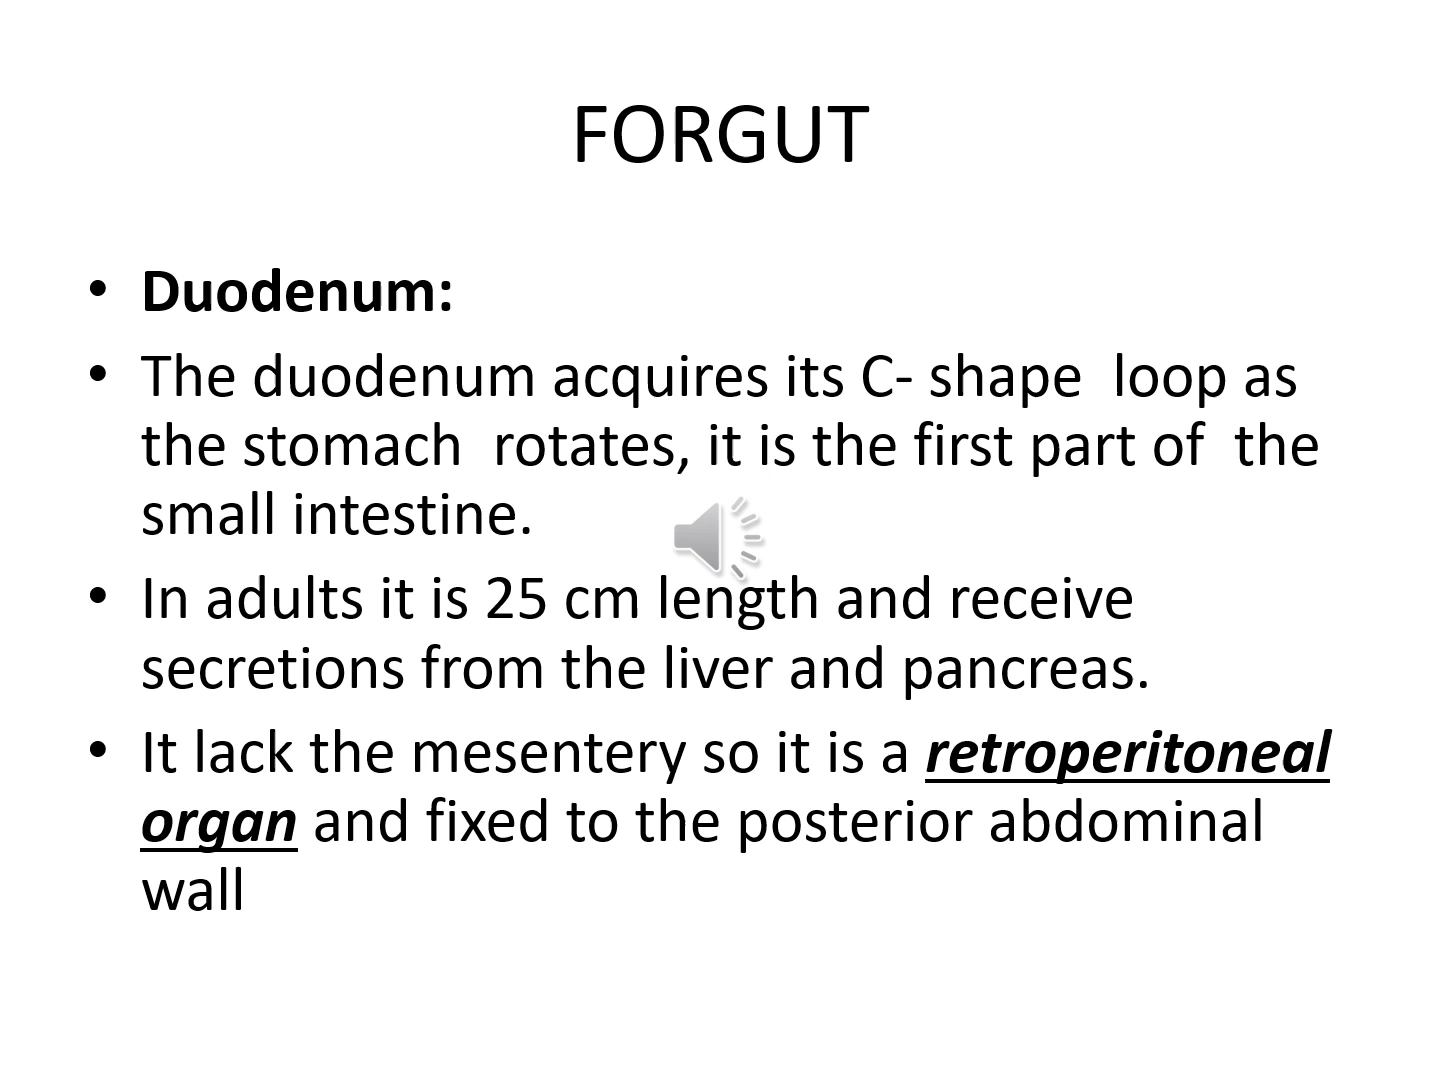 FORGUT
• Duodenum:
• The duodenum acquires its C- shape  loop as
the stomach  rotates, it is the first part of  the
small intestine.
• In adults it is 25 cm length and receive
secretions from the liver and pancreas.
• It lack the mesentery so it is a retroperitoneal
organ and fixed to the posterior abdominal
wall